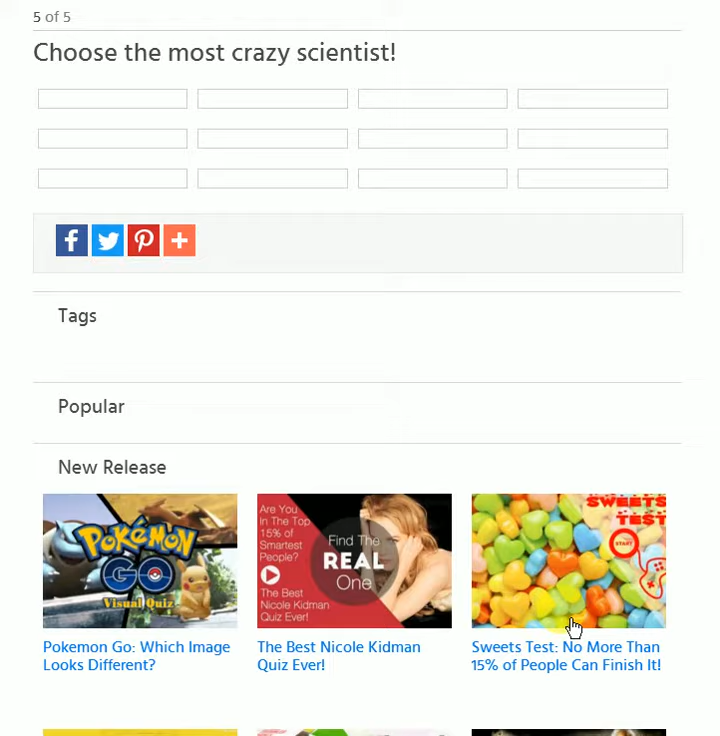 5 of 5
Choose the most crazy scientist!
Tags
Popular
New Release
POKÉMON
GO
Visual Quiz
Are You
In The Top
15% of
Smartest
People?
The Best
Nicole Kidman
Quiz Ever!
Find The
REAL
One
SWEETS
TEST
START
Pokemon Go: Which Image
Looks Different?
The Best Nicole Kidman
Quiz Ever!
Sweets Test: No More Than
15% of People Can Finish It!